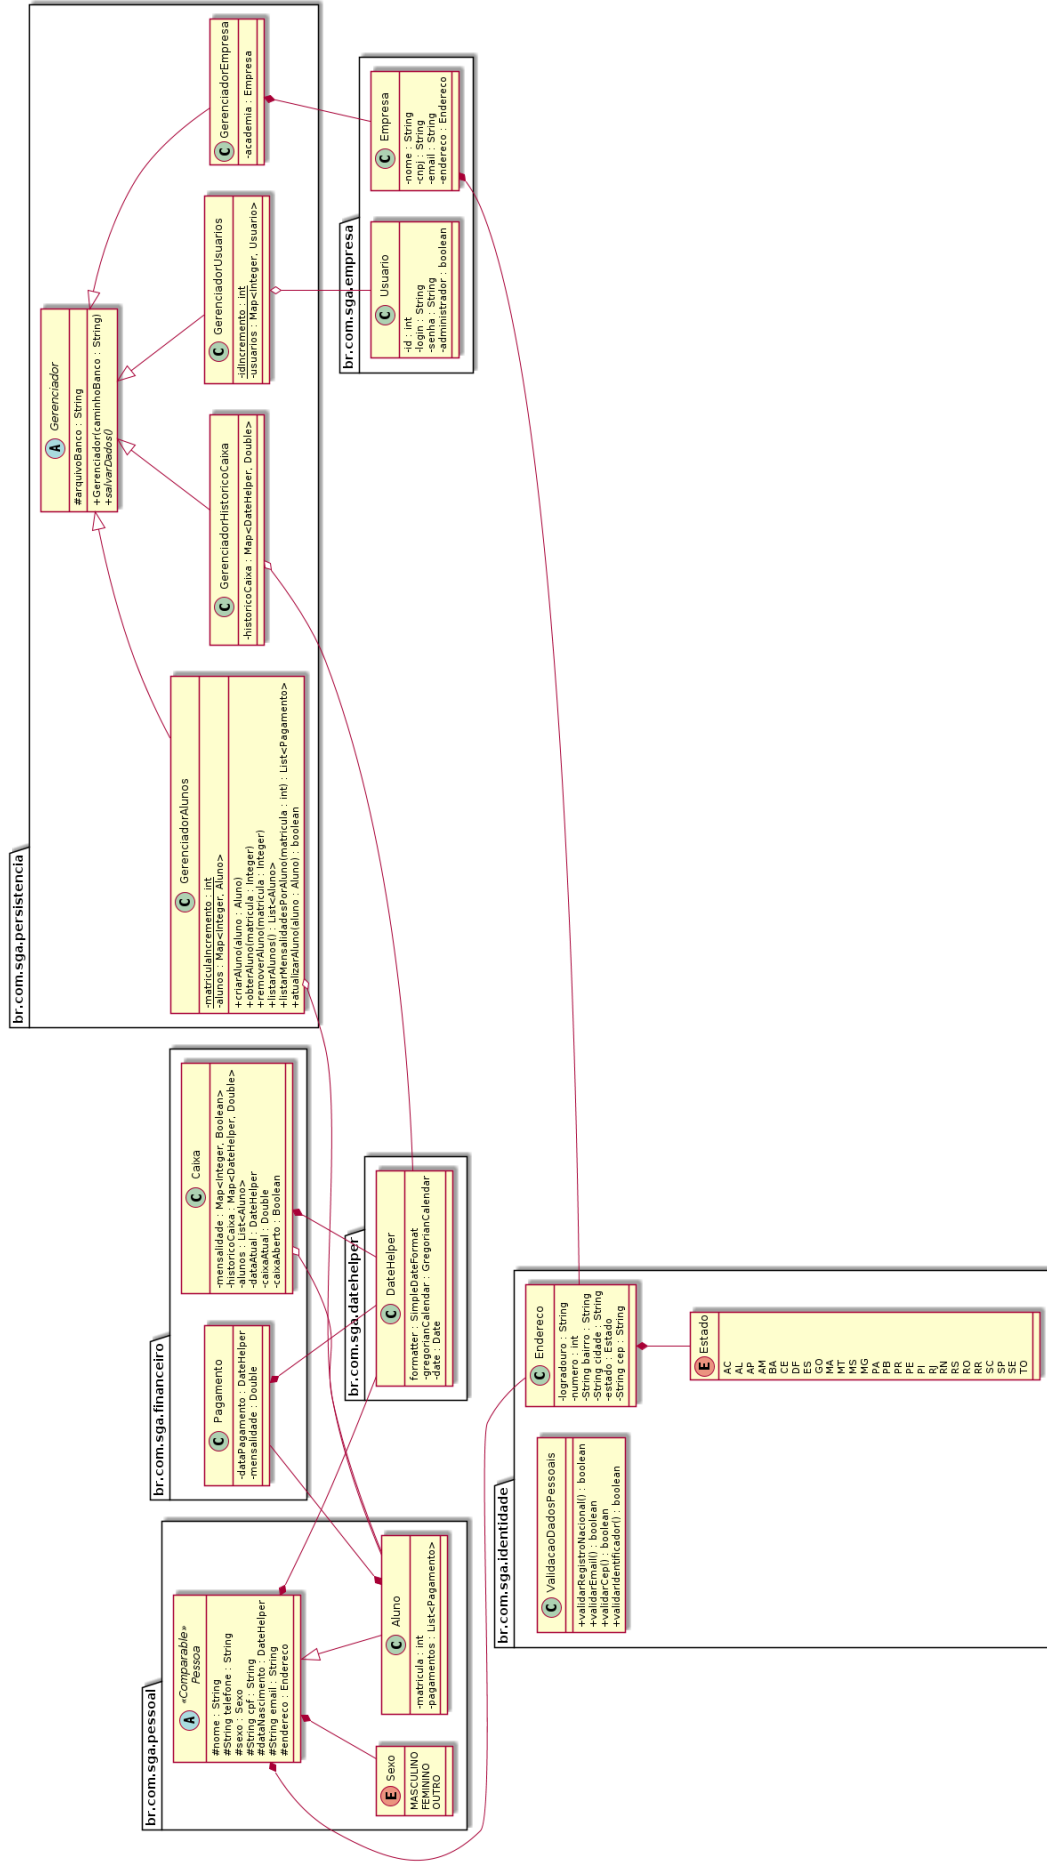 br.com.sga.pessoal
«Comparable»
A Pessoa
#nome : String
#String telefone : String
#sexo : Sexo
#String cpf : String
#dataNascimento : DateHelper
#String email : String
#endereco : Endereco
E Sexo
MASCULINO
FEMININO
OUTRO
C Aluno
-matricula : int
-pagamentos : List<Pagamento>
br.com.sga.financeiro
C Pagamento
-dataPagamento : DateHelper
-mensalidade : Double
C Caixa
-mensalidade : Map<Integer, Boolean>
-historicoCaixa : Map<DateHelper, Double>
-alunos : List<Aluno>
-dataAtual : DateHelper
-caixaAtual : Double
-caixaAberto : Boolean
br.com.sga.datehelper
C DateHelper
formatter : SimpleDateFormat
-gregorianCalendar : GregorianCalendar
-date : Date
br.com.sga.persistencia
A Gerenciador
#arquivoBanco : String
+Gerenciador(caminhoBanco : String)
+salvarDados()
C GerenciadorAlunos
-matriculaIncremento : int
-alunos : Map<Integer, Aluno>
+criarAluno(aluno : Aluno)
+obterAluno(matricula : Integer)
+removerAluno(matricula : Integer)
+listarAlunos() : List<Aluno>
+listarMensalidadesPorAluno(matricula : int) : List<Pagamento>
+atualizarAluno(aluno : Aluno) : boolean
C GerenciadorHistoricoCaixa
-historicoCaixa : Map<DateHelper, Double>
C GerenciadorUsuarios
-idIncremento : int
-usuarios : Map<Integer, Usuario>
C GerenciadorEmpresa
-academia : Empresa
br.com.sga.empresa
C Usuario
-id : int
-login : String
-senha : String
-administrador : boolean
C Empresa
-nome : String
-cnpj : String
-email : String
-endereco : Endereco
br.com.sga.identidade
C ValidacaoDadosPessoais
+validarRegistroNacional() : boolean
+validarEmail() : boolean
+validarCep() : boolean
+validarIdentificador() : boolean
C Endereco
-logradouro : String
-numero : int
-String bairro : String
-String cidade : String
-estado : Estado
-String cep : String
E Estado
AC
AL
AP
AM
BA
CE
DF
ES
GO
MA
MT
MS
MG
PA
PB
PR
PE
PI
RJ
RN
RS
RO
RR
SC
SP
SE
TO